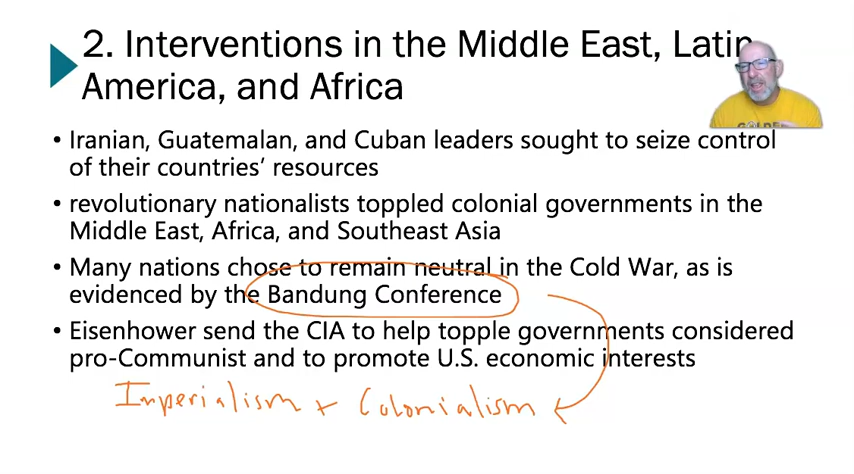 2. Interventions in the Middle East, Latin
America, and Africa
• Iranian, Guatemalan, and Cuban leaders sought to seize control
of their countries' resources
• revolutionary nationalists toppled colonial governments in the
Middle East, Africa, and Southeast Asia
• Many nations chose to remain neutral in the Cold War, as is
evidenced by the Bandung Conference
• Eisenhower send the CIA to help topple governments considered
pro-Communist and to promote U.S. economic interests
Imperialism + Colonialism